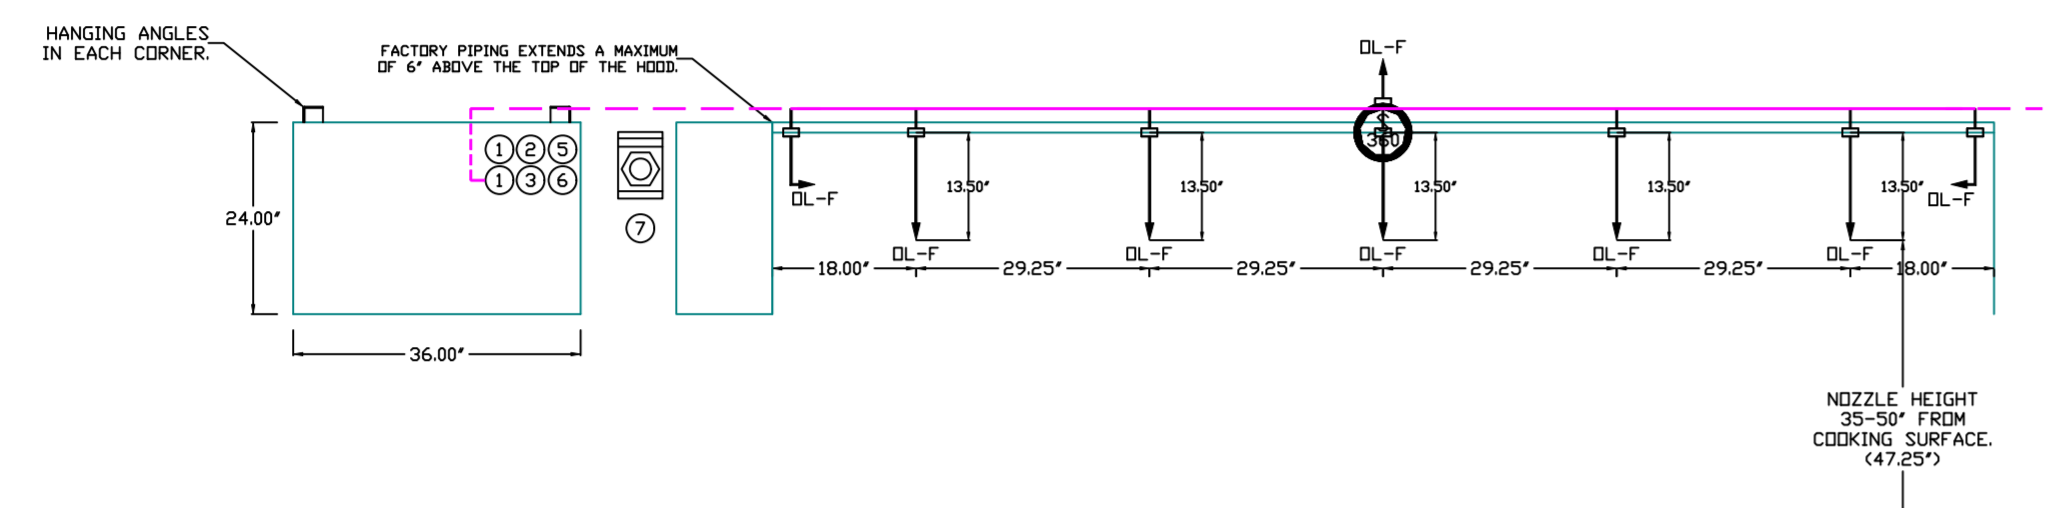 HANGING ANGLES
IN EACH CORNER.
FACTORY PIPING EXTENDS A MAXIMUM
OF 6" ABOVE THE TOP OF THE HOOD.
OL-F
1 2 5
1 3 6
7
360
24.00"
36.00"
13.50"
13.50"
13.50"
13.50"
13.50"
OL-F
OL-F
OL-F
OL-F
OL-F
OL-F
OL-F
18.00"
29.25"
29.25"
29.25"
29.25"
18.00"
NOZZLE HEIGHT
35-50" FROM
COOKING SURFACE.
(47.25")